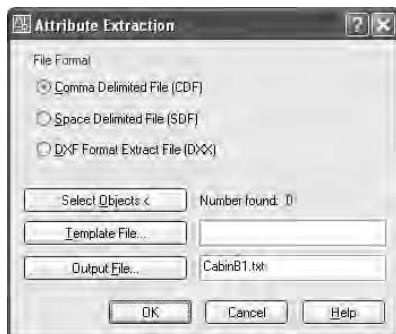 Attribute Extraction
File Format
Comma Delimited File (CDF)
Space Delimited File (SDF)
DXF Format Extract File (DXX)
Select Objects < Number found: 0
Template File...
Output File... CabinB1.txt
OK Cancel Help